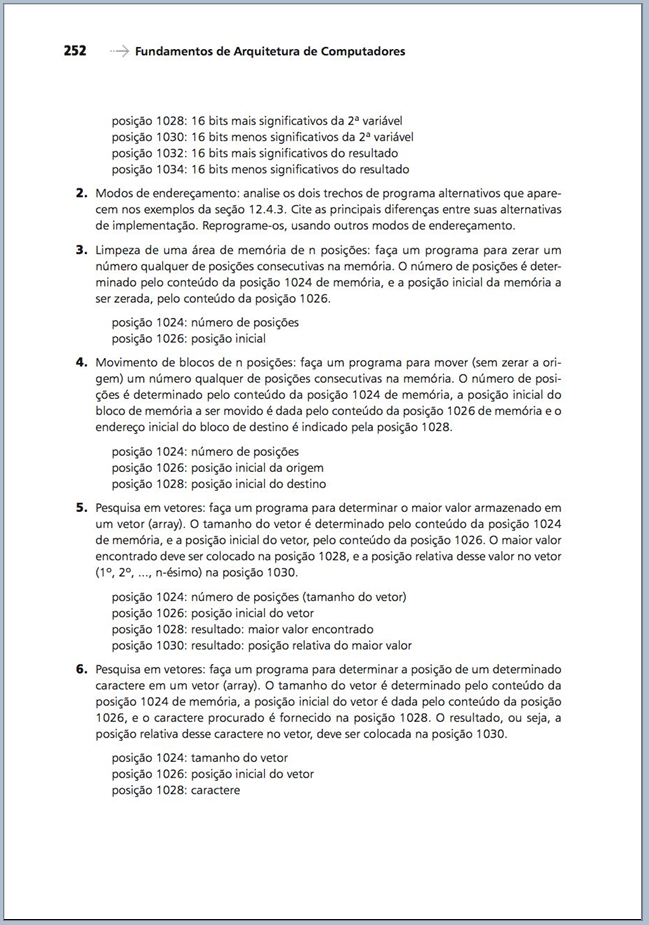 252 Fundamentos de Arquitetura de Computadores
posição 1028: 16 bits mais significativos da 2ª variável
posição 1030: 16 bits menos significativos da 2ª variável
posição 1032: 16 bits mais significativos do resultado
posição 1034: 16 bits menos significativos do resultado
2. Modos de endereçamento: analise os dois trechos de programa alternativos que apare-
cem nos exemplos da seção 12.4.3. Cite as principais diferenças entre suas alternativas
de implementação. Reprograme-os, usando outros modos de endereçamento.
3. Limpeza de uma área de memória de n posições: faça um programa para zerar um
número qualquer de posições consecutivas na memória. O número de posições é deter-
minado pelo conteúdo da posição 1024 de memória, e a posição inicial da memória a
ser zerada, pelo conteúdo da posição 1026.
posição 1024: número de posições
posição 1026: posição inicial
4. Movimento de blocos de n posições: faça um programa para mover (sem zerar a ori-
gem) um número qualquer de posições consecutivas na memória. O número de posi-
ções é determinado pelo conteúdo da posição 1024 de memória, a posição inicial do
bloco de memória a ser movido é dada pelo conteúdo da posição 1026 de memória e o
endereço inicial do bloco de destino é indicado pela posição 1028.
posição 1024: número de posições
posição 1026: posição inicial da origem
posição 1028: posição inicial do destino
5. Pesquisa em vetores: faça um programa para determinar o maior valor armazenado em
um vetor (array). O tamanho do vetor é determinado pelo conteúdo da posição 1024
de memória, e a posição inicial do vetor, pelo conteúdo da posição 1026. O maior valor
encontrado deve ser colocado na posição 1028, e a posição relativa desse valor no vetor
(1º, 2º, ..., n-ésimo) na posição 1030.
posição 1024: número de posições (tamanho do vetor)
posição 1026: posição inicial do vetor
posição 1028: resultado: maior valor encontrado
posição 1030: resultado: posição relativa do maior valor
6. Pesquisa em vetores: faça um programa para determinar a posição de um determinado
caractere em um vetor (array). O tamanho do vetor é determinado pelo conteúdo da
posição 1024 de memória, a posição inicial do vetor é dada pelo conteúdo da posição
1026, e o caractere procurado é fornecido na posição 1028. O resultado, ou seja, a
posição relativa desse caractere no vetor, deve ser colocada na posição 1030.
posição 1024: tamanho do vetor
posição 1026: posição inicial do vetor
posição 1028: caractere